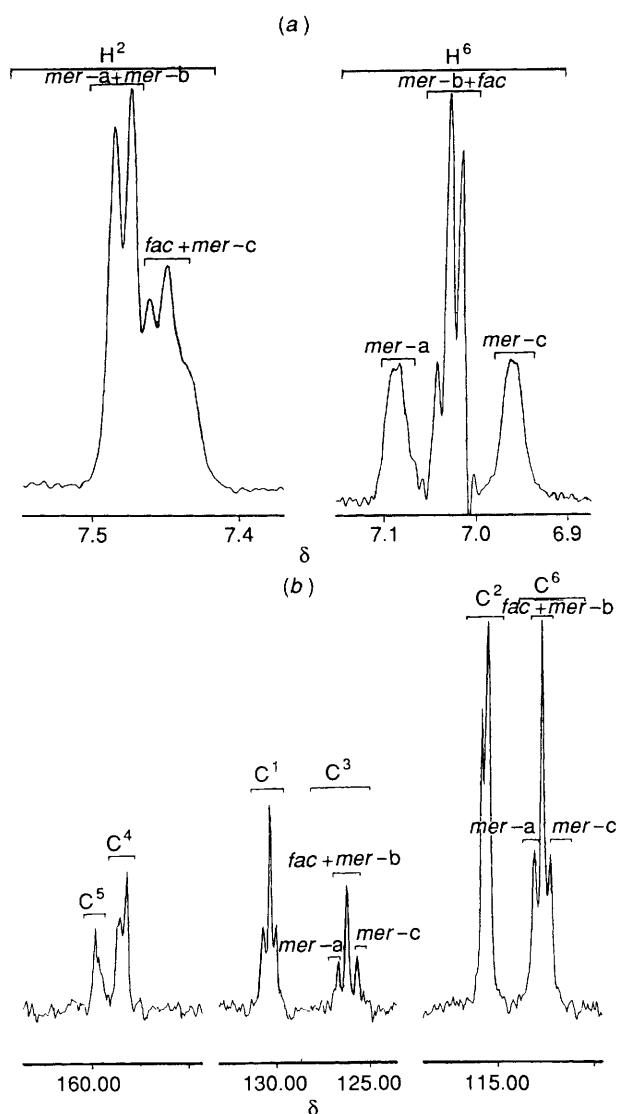 (a)
H² H⁶
mer-a+mer-b mer-b+fac
fac+mer-c
mer-a mer-c
7.5 7.4 7.1 7.0 6.9
δ
(b)
C² C⁶
fac+mer-b
C¹ C³
C⁴ mer-a mer-c
fac+mer-b
C⁵
mer-a mer-c
160.00 130.00 125.00 115.00
δ